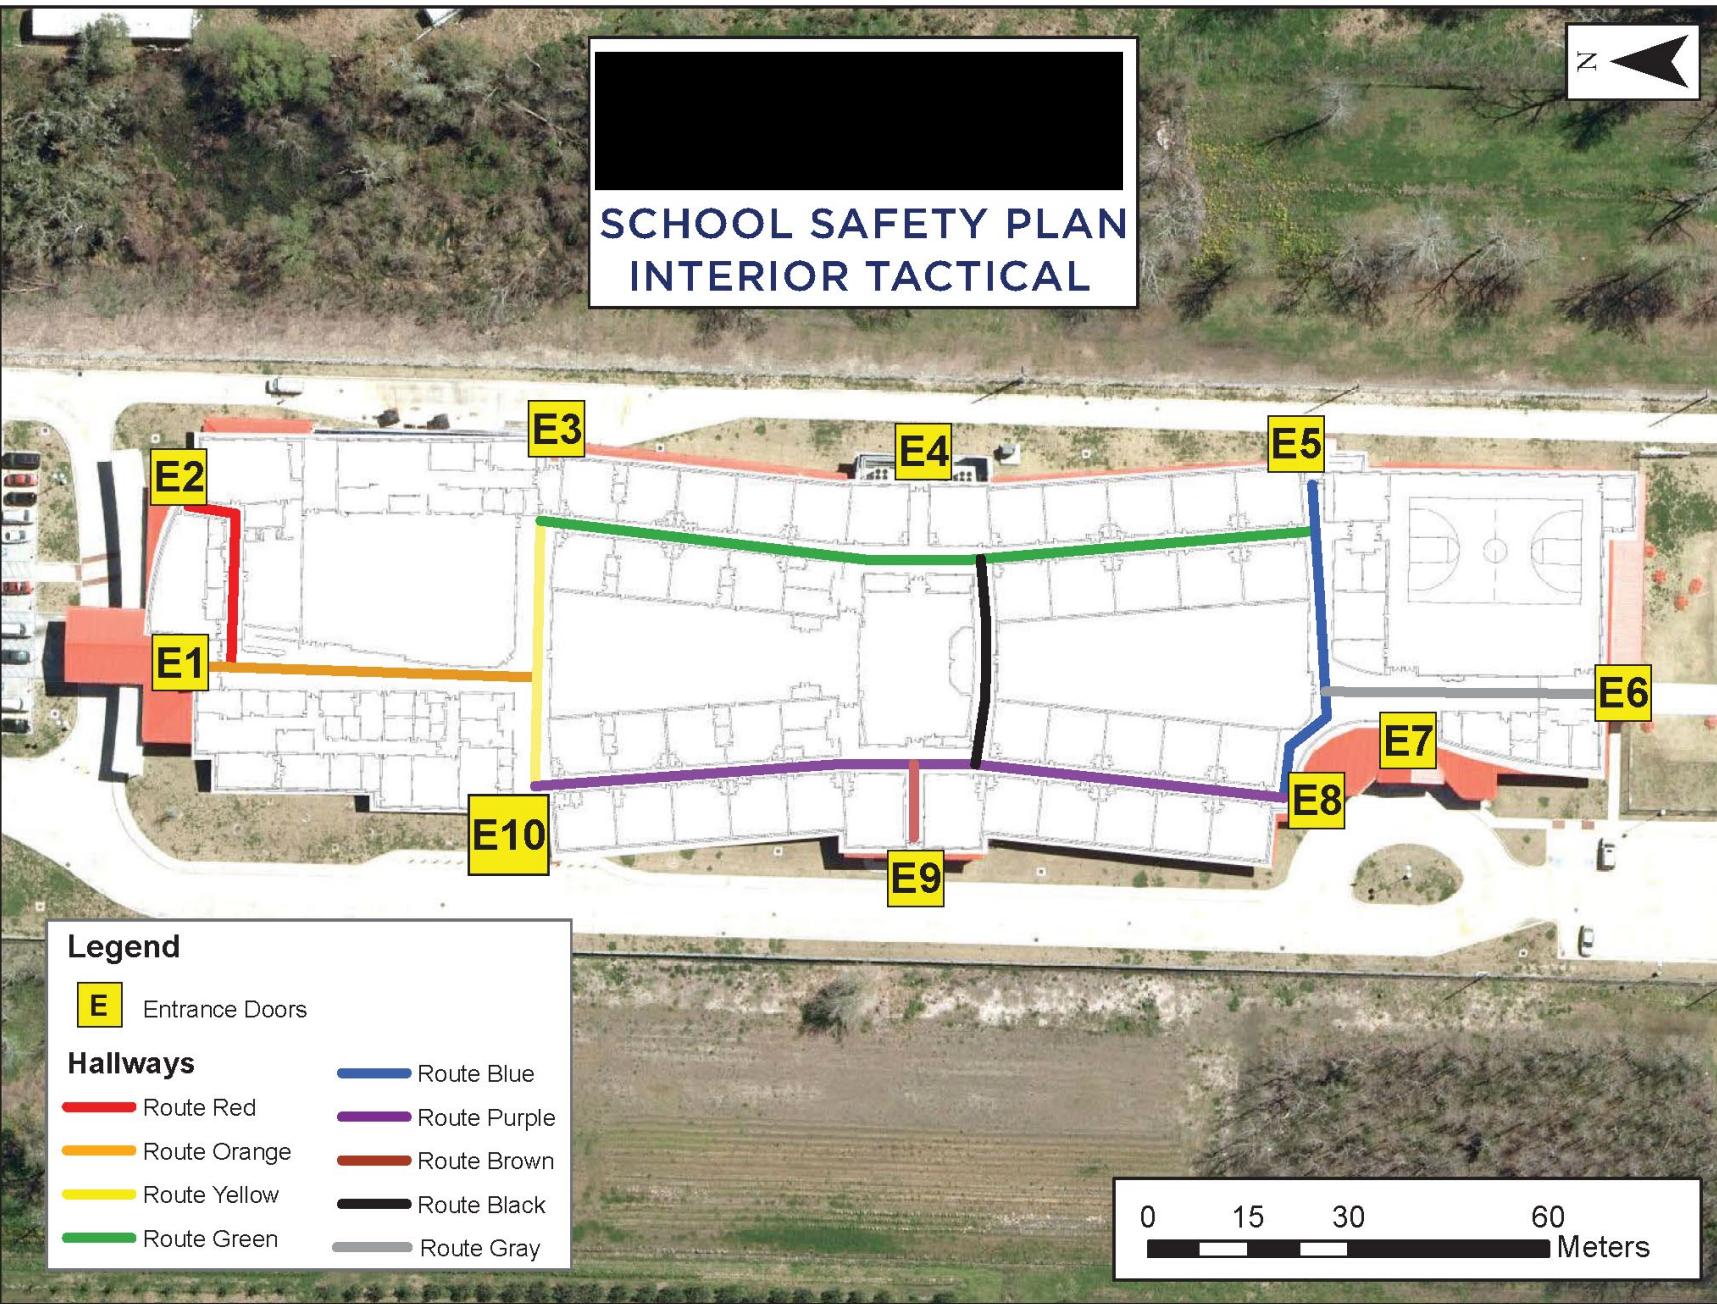 N
SCHOOL SAFETY PLAN
INTERIOR TACTICAL
E3
E4
E5
E2
E1
E6
E7
E8
E10
E9
Legend
E Entrance Doors
Hallways
Route Red
Route Orange
Route Yellow
Route Green
Route Blue
Route Purple
Route Brown
Route Black
Route Gray
0 15 30 60
Meters